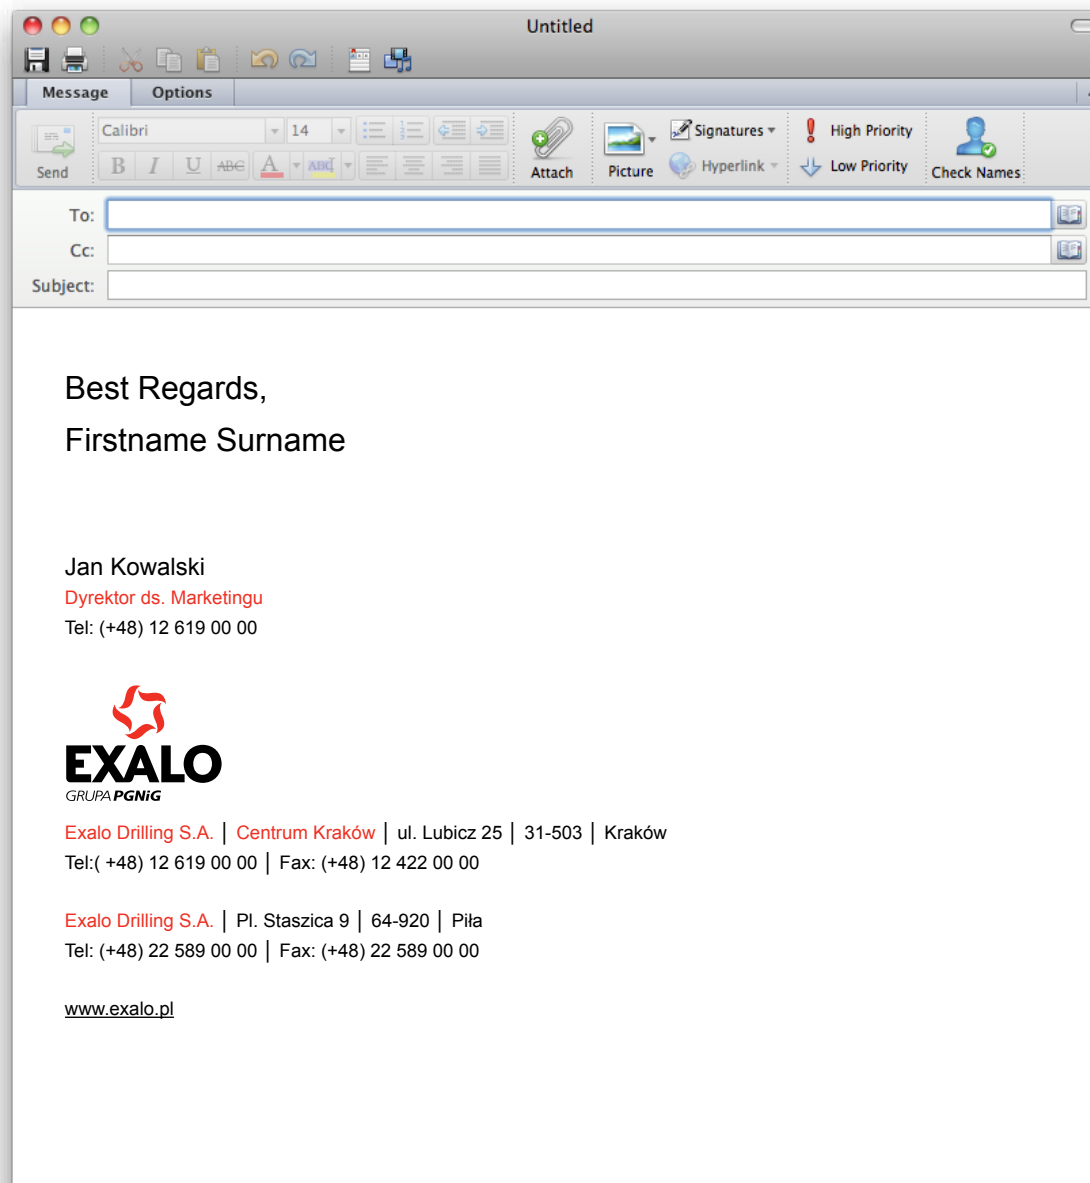 Untitled
Message Options
Calibri 14 Signatures High Priority
Send B I U ABC A ABC Attach Picture Hyperlink Low Priority Check Names
To:
Cc:
Subject:
Best Regards,
Firstname Surname
Jan Kowalski
Dyrektor ds. Marketingu
Tel: (+48) 12 619 00 00
EXALO
GRUPA PGNiG
Exalo Drilling S.A. | Centrum Kraków | ul. Lubicz 25 | 31-503 | Kraków
Tel:( +48) 12 619 00 00 | Fax: (+48) 12 422 00 00
Exalo Drilling S.A. | Pl. Staszica 9 | 64-920 | Piła
Tel: (+48) 22 589 00 00 | Fax: (+48) 22 589 00 00
www.exalo.pl